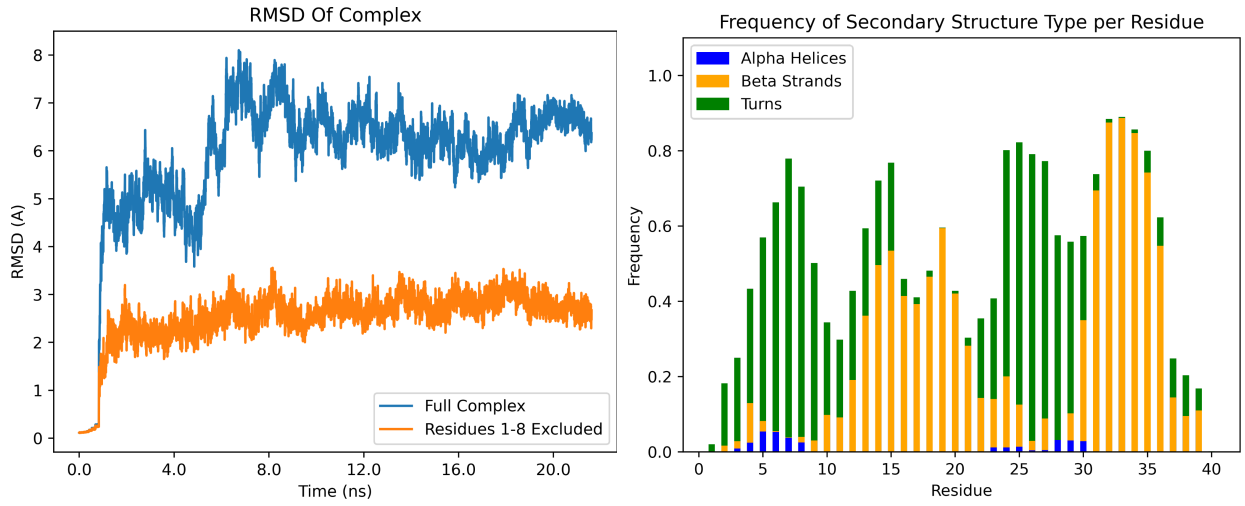 RMSD Of Complex
8
7
6
5
4
3
2
1
0
RMSD (A)
Full Complex
Residues 1-8 Excluded
0.0 4.0 8.0 12.0 16.0 20.0
Time (ns)
Frequency of Secondary Structure Type per Residue
Alpha Helices
Beta Strands
Turns
1.0
0.8
0.6
0.4
0.2
0.0
Frequency
0 5 10 15 20 25 30 35 40
Residue